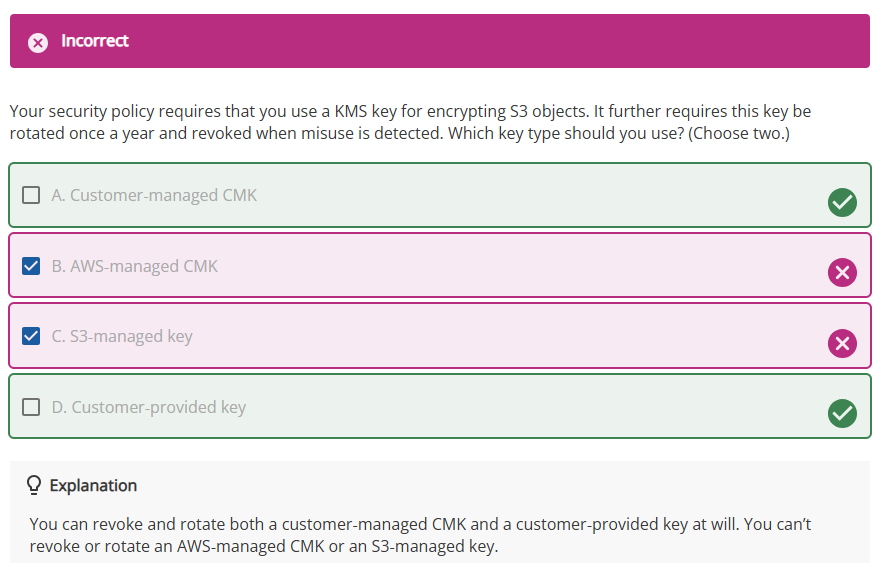 Incorrect
Your security policy requires that you use a KMS key for encrypting S3 objects. It further requires this key be
rotated once a year and revoked when misuse is detected. Which key type should you use? (Choose two.)
A. Customer-managed CMK
B. AWS-managed CMK
C. S3-managed key
D. Customer-provided key
Explanation
You can revoke and rotate both a customer-managed CMK and a customer-provided key at will. You can’t
revoke or rotate an AWS-managed CMK or an S3-managed key.